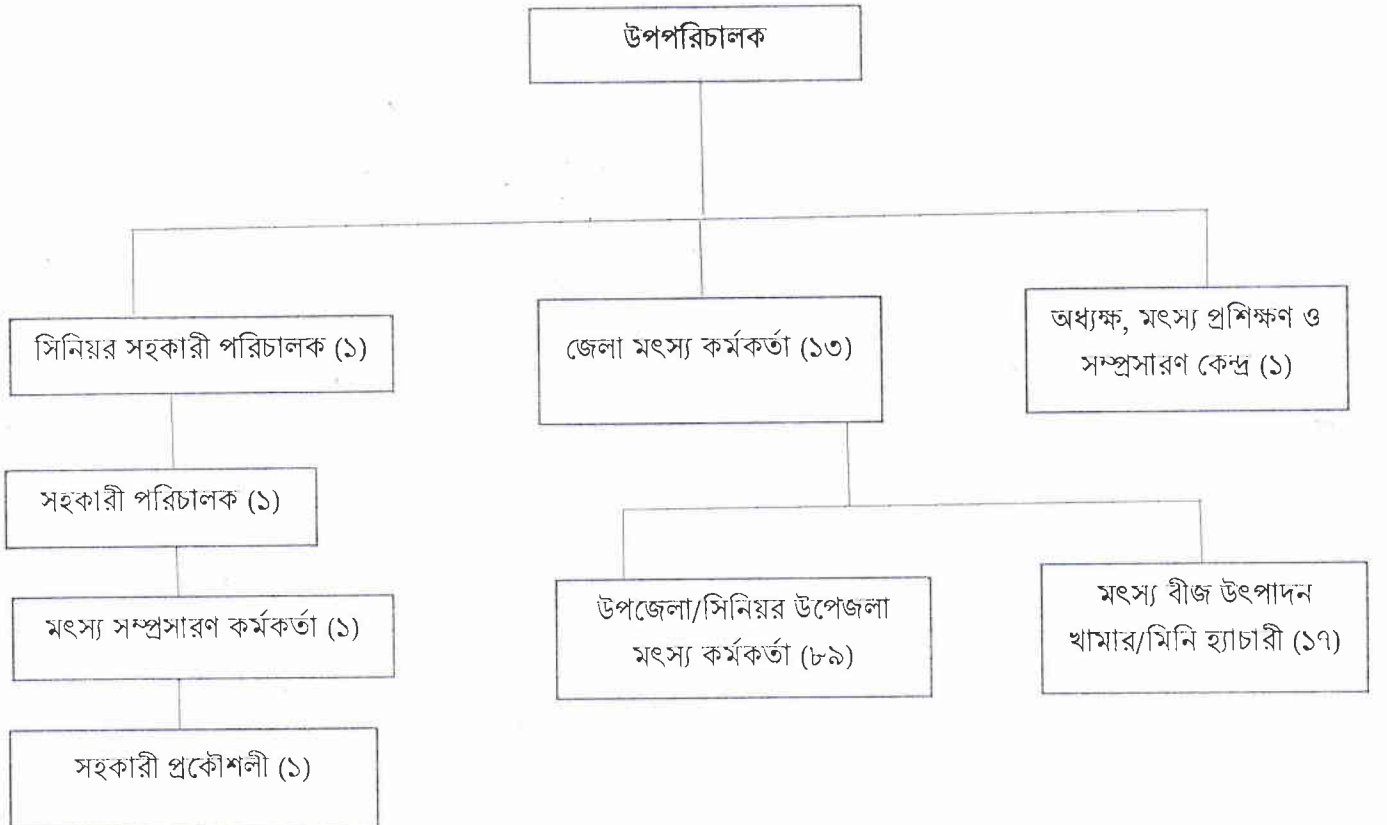 উপপরিচালক
সিনিয়র সহকারী পরিচালক (১)
জেলা মৎস্য কর্মকর্তা (১৩)
অধ্যক্ষ, মৎস্য প্রশিক্ষণ ও
সম্প্রসারণ কেন্দ্র (১)
সহকারী পরিচালক (১)
মৎস্য সম্প্রসারণ কর্মকর্তা (১)
উপজেলা/সিনিয়র উপেজলা
মৎস্য কর্মকর্তা (৮৯)
মৎস্য বীজ উৎপাদন
খামার/মিনি হ্যাচারী (১৭)
সহকারী প্রকৌশলী (১)